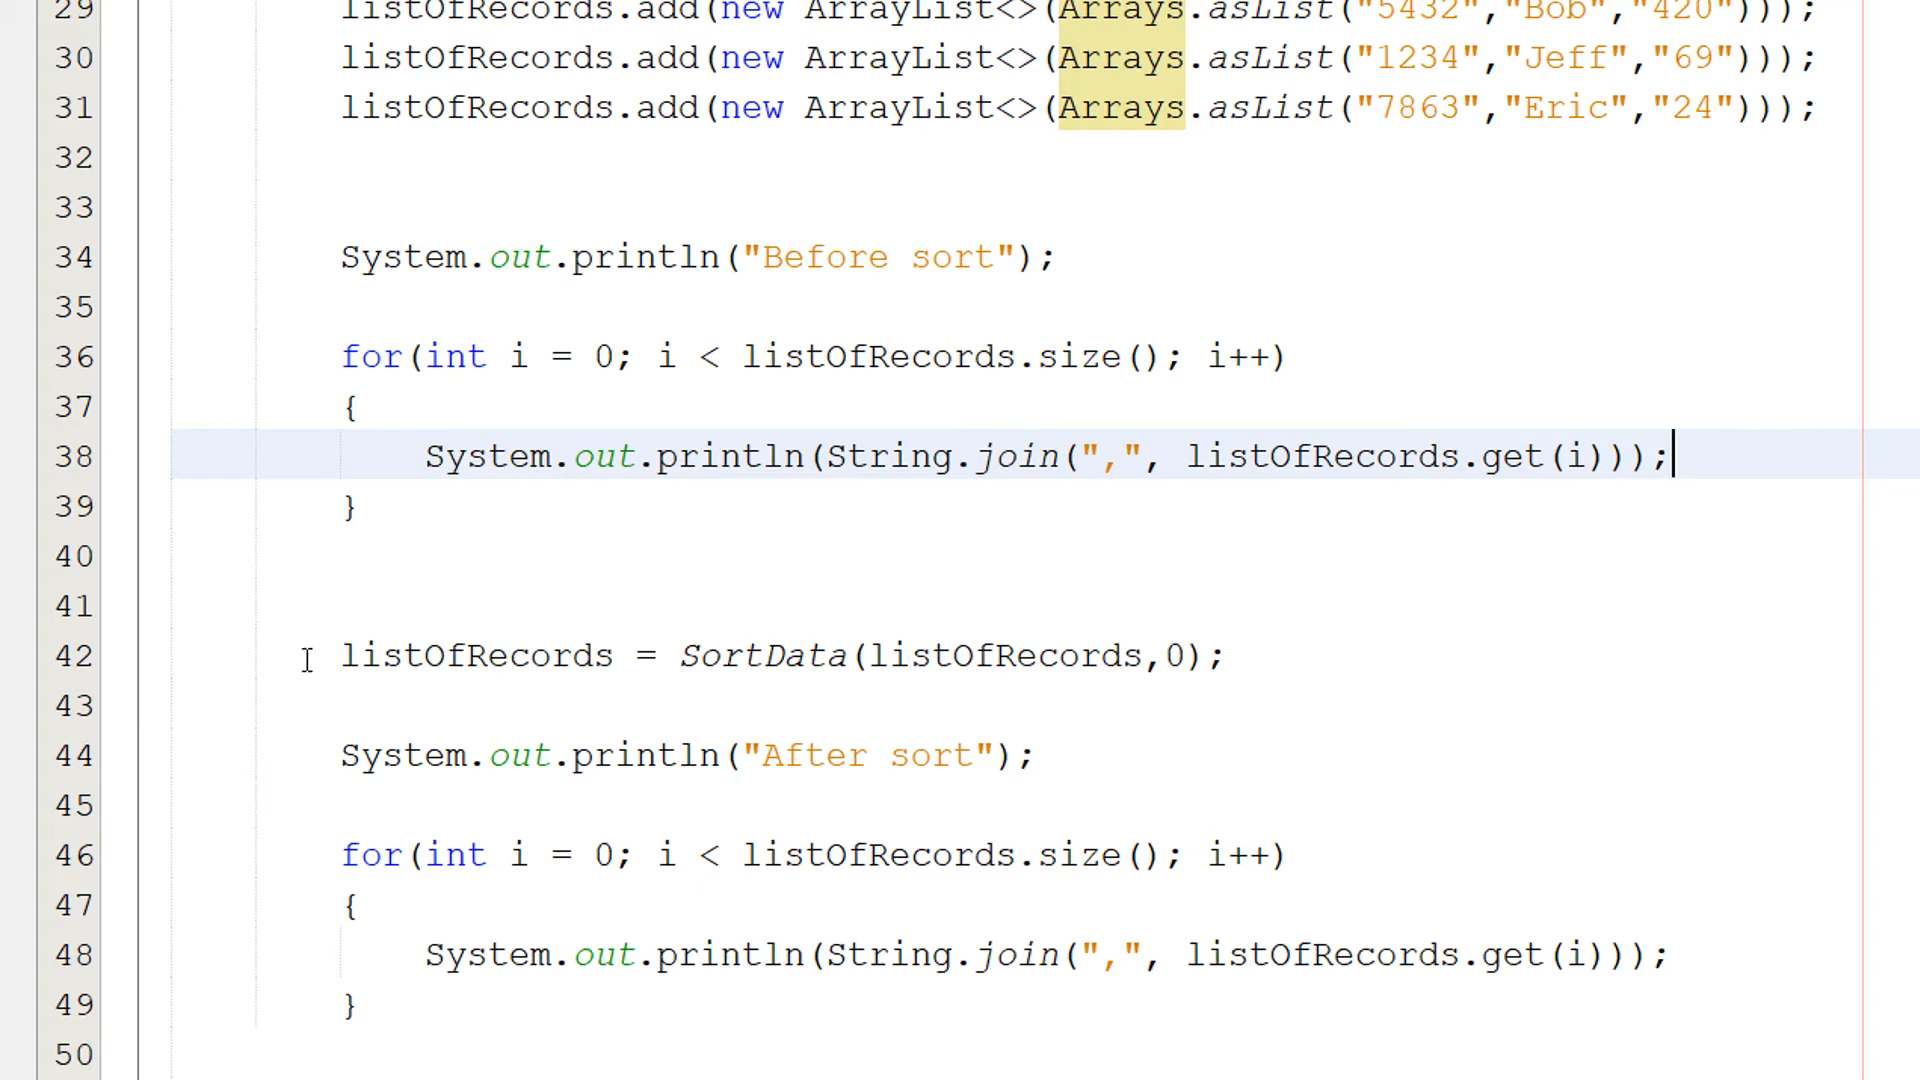 29 listOfRecords.add(new ArrayList<>(Arrays.asList("5432","Bob","420")));
30 listOfRecords.add(new ArrayList<>(Arrays.asList("1234","Jeff","69")));
31 listOfRecords.add(new ArrayList<>(Arrays.asList("7863","Eric","24")));
32
33
34 System.out.println("Before sort");
35
36 for(int i = 0; i < listOfRecords.size(); i++)
37 {
38 System.out.println(String.join(",", listOfRecords.get(i)));
39 }
40
41
42 listOfRecords = SortData(listOfRecords,0);
43
44 System.out.println("After sort");
45
46 for(int i = 0; i < listOfRecords.size(); i++)
47 {
48 System.out.println(String.join(",", listOfRecords.get(i)));
49 }
50